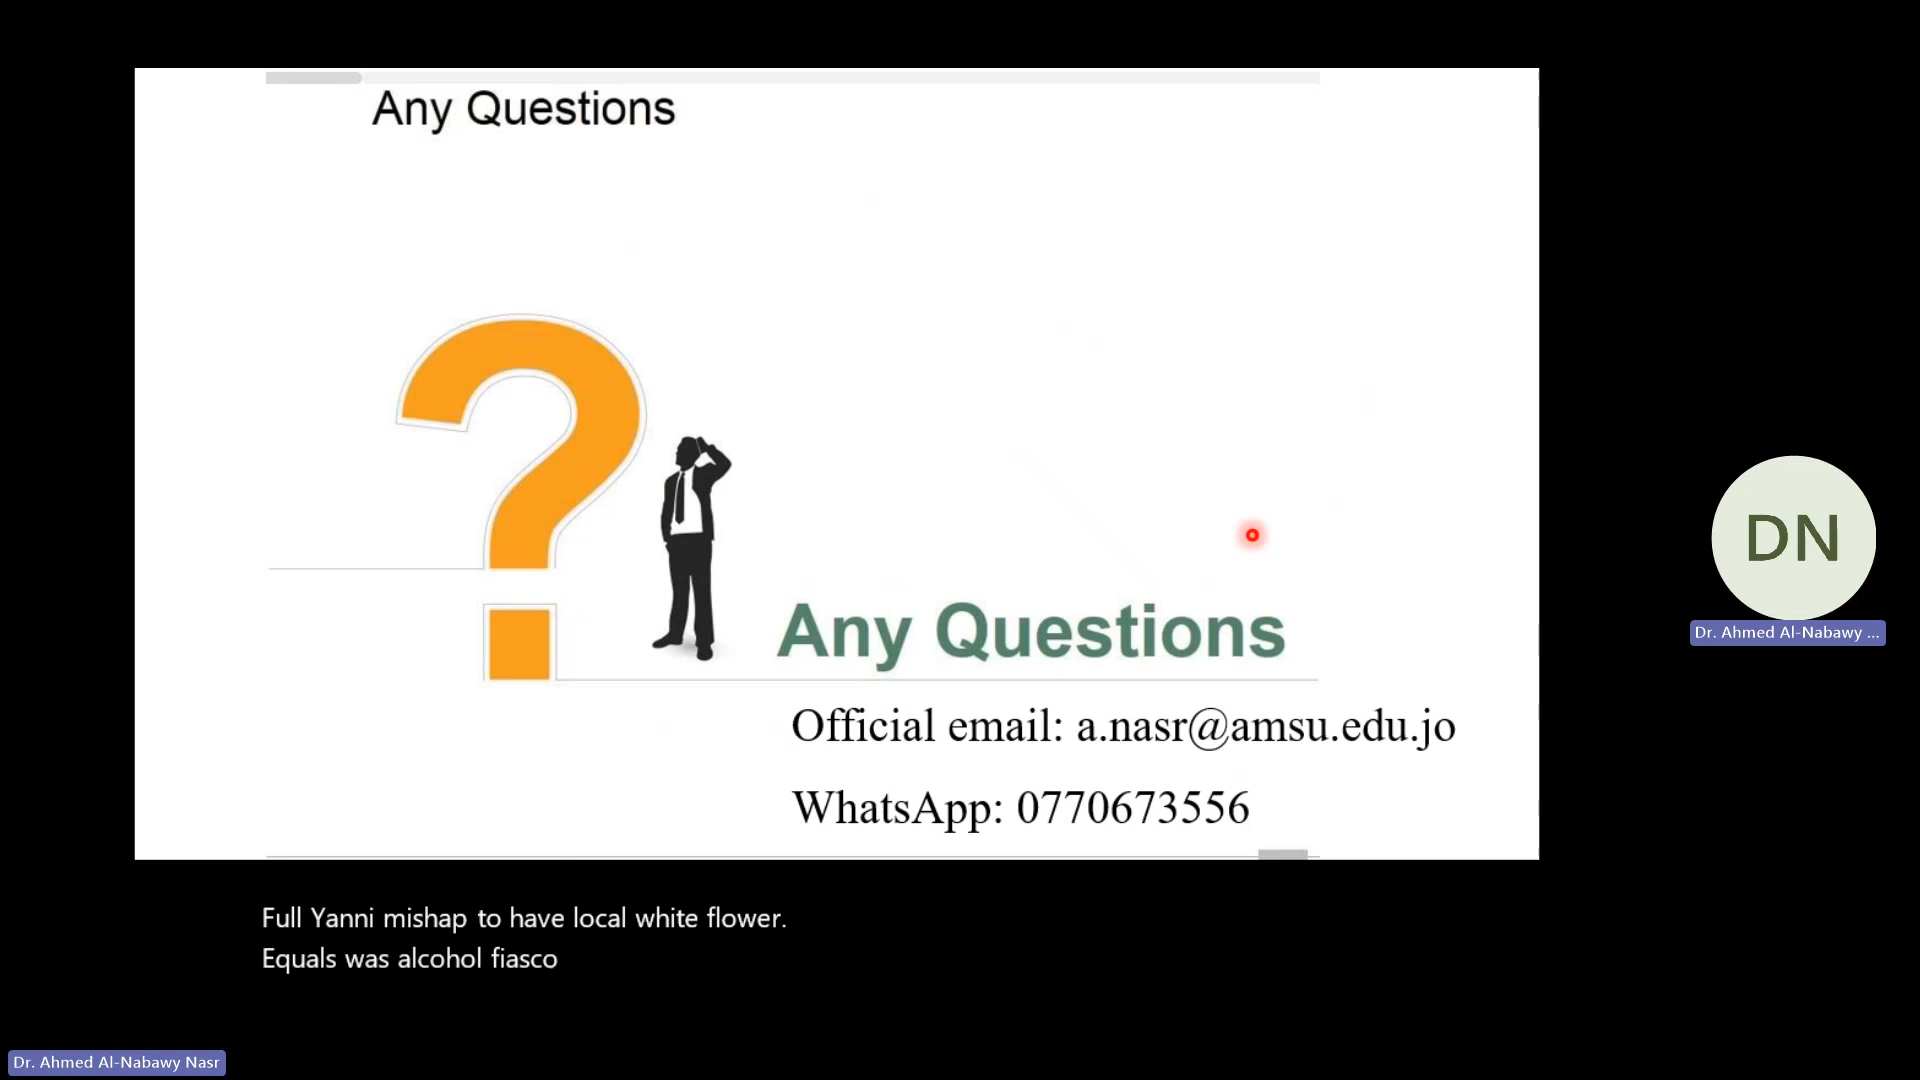 Any Questions
Any Questions
Official email: a.nasr@amsu.edu.jo
WhatsApp: 0770673556
DN
Dr. Ahmed Al-Nabawy ...
Full Yanni mishap to have local white flower.
Equals was alcohol fiasco
Dr. Ahmed Al-Nabawy Nasr